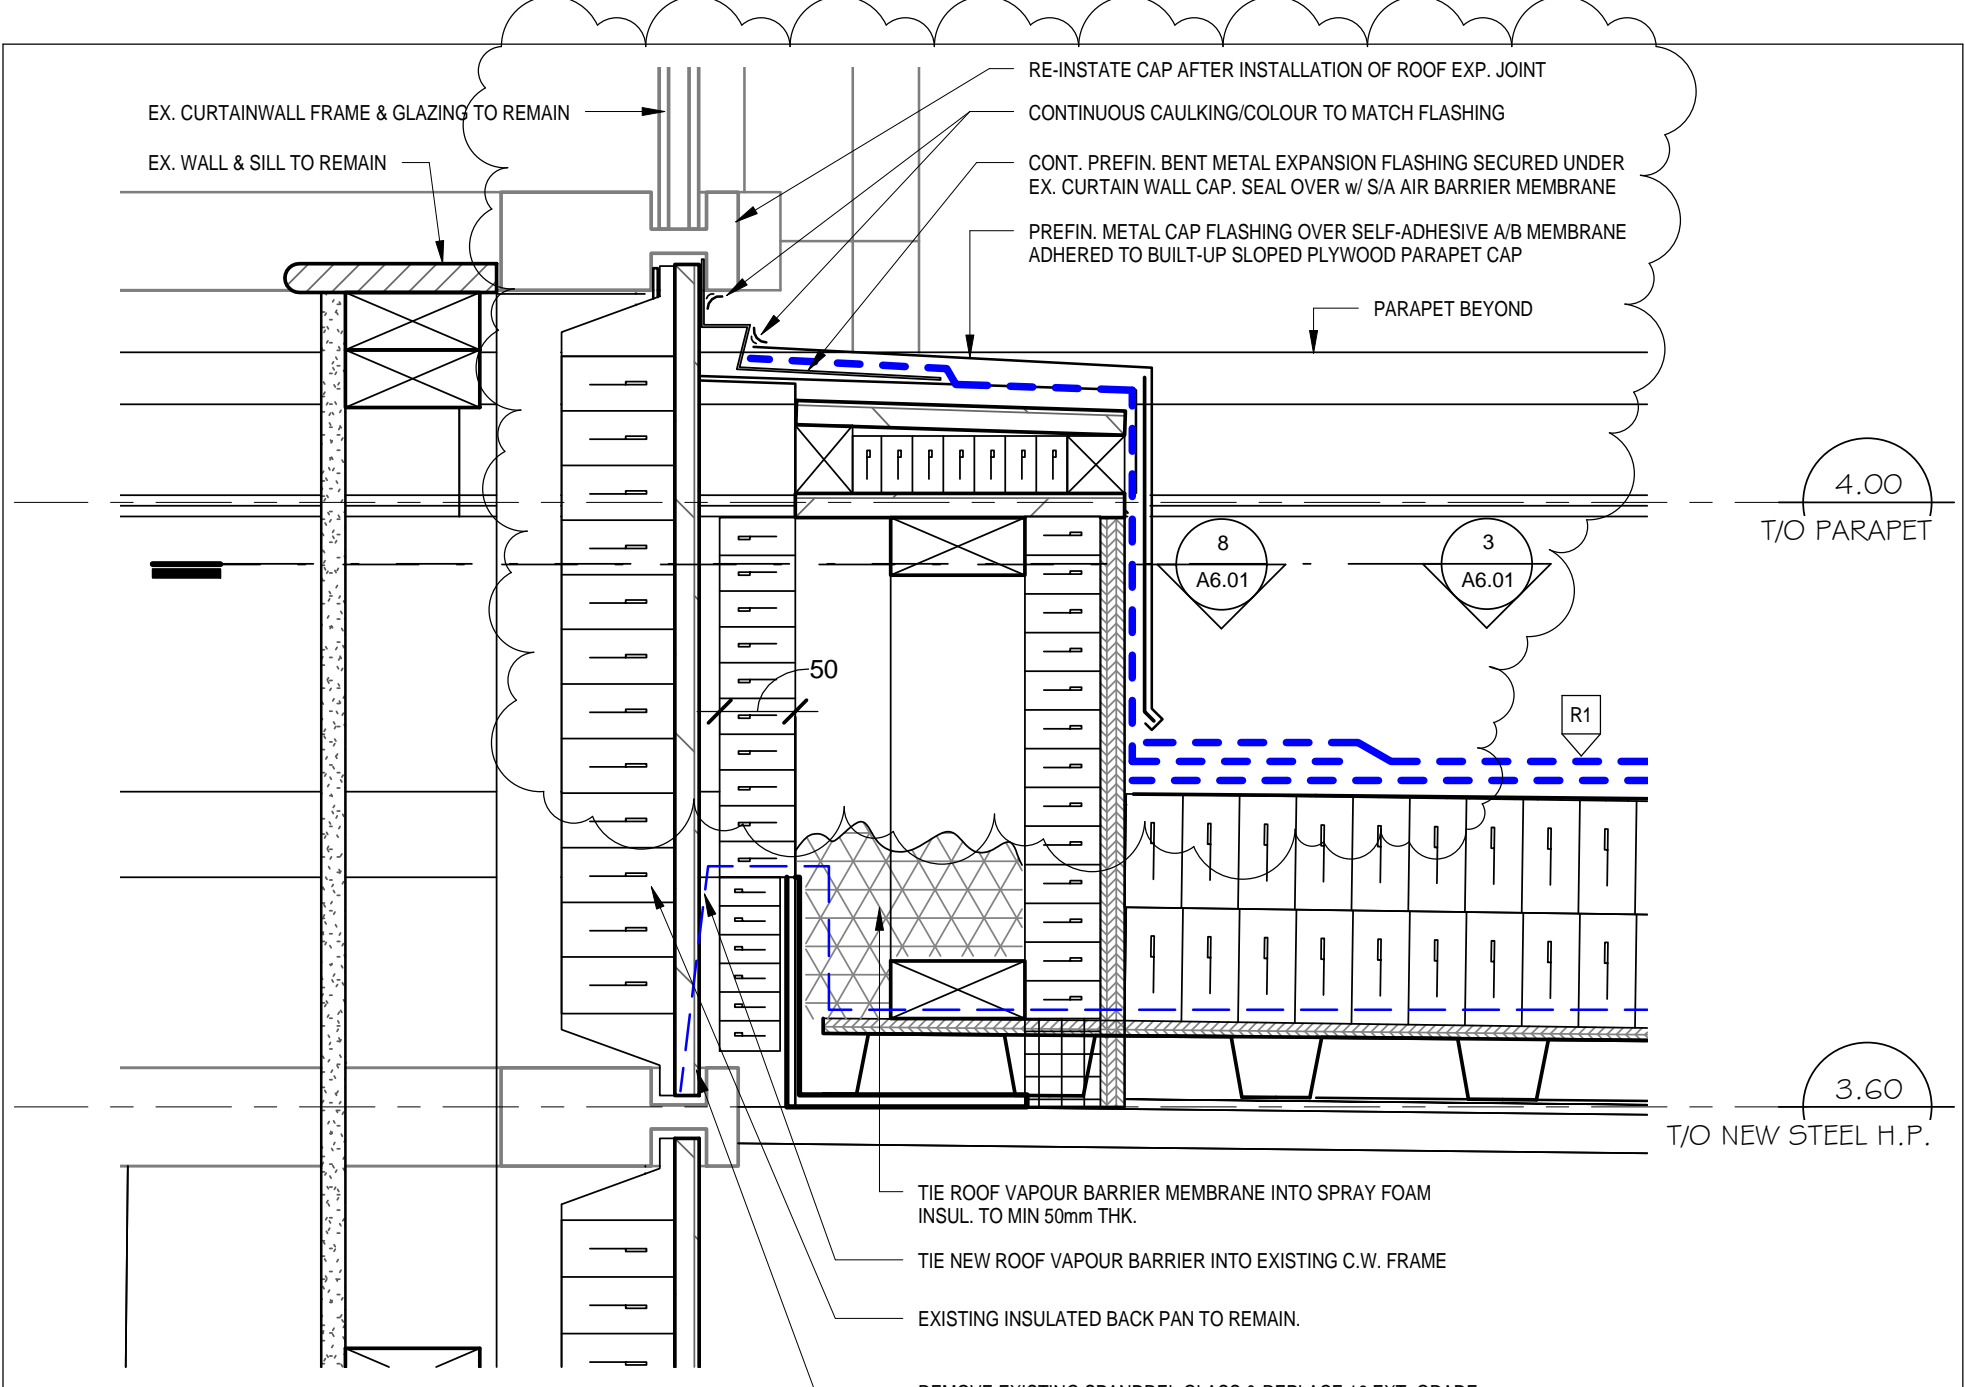 RE-INSTATE CAP AFTER INSTALLATION OF ROOF EXP. JOINT
EX. CURTAINWALL FRAME & GLAZING TO REMAIN
CONTINUOUS CAULKING/COLOUR TO MATCH FLASHING
EX. WALL & SILL TO REMAIN
CONT. PREFIN. BENT METAL EXPANSION FLASHING SECURED UNDER
EX. CURTAIN WALL CAP. SEAL OVER w/ S/A AIR BARRIER MEMBRANE
PREFIN. METAL CAP FLASHING OVER SELF-ADHESIVE A/B MEMBRANE
ADHERED TO BUILT-UP SLOPED PLYWOOD PARAPET CAP
PARAPET BEYOND
4.00
T/O PARAPET
8
A6.01
3
A6.01
50
R1
3.60
T/O NEW STEEL H.P.
TIE ROOF VAPOUR BARRIER MEMBRANE INTO SPRAY FOAM
INSUL. TO MIN 50mm THK.
TIE NEW ROOF VAPOUR BARRIER INTO EXISTING C.W. FRAME
EXISTING INSULATED BACK PAN TO REMAIN.
REMOVE EXISTING SPANDREL GLASS & REPLACE